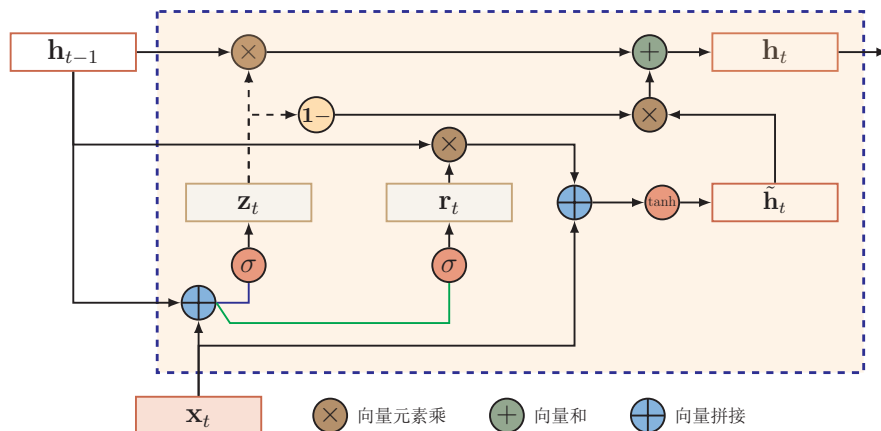 h_{t−1} × + h_t
1− ×
×
z_t r_t tanh h̃_t
σ σ
x_t × 向量元素乘 + 向量和 向量拼接